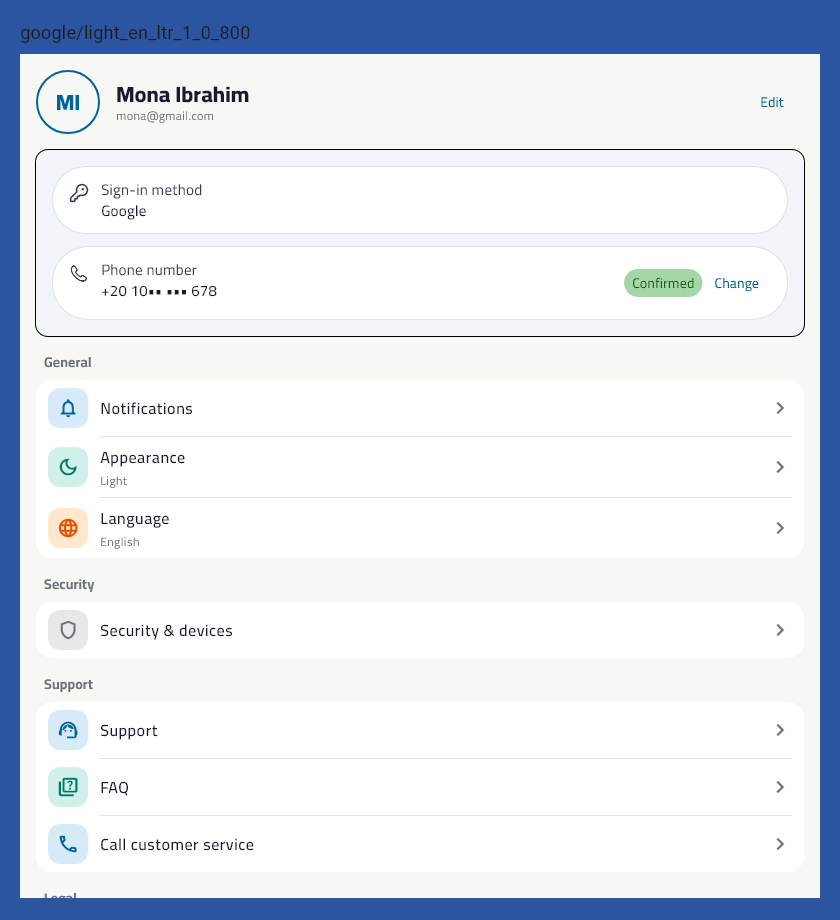 google/light_en_ltr_1_0_800
MI
Mona Ibrahim
mona@gmail.com
Edit
Sign-in method
Google
Phone number
+20 10▪▪ ▪▪▪ 678
Confirmed
Change
General
Notifications
Appearance
Light
Language
English
Security
Security & devices
Support
Support
FAQ
Call customer service
Legal